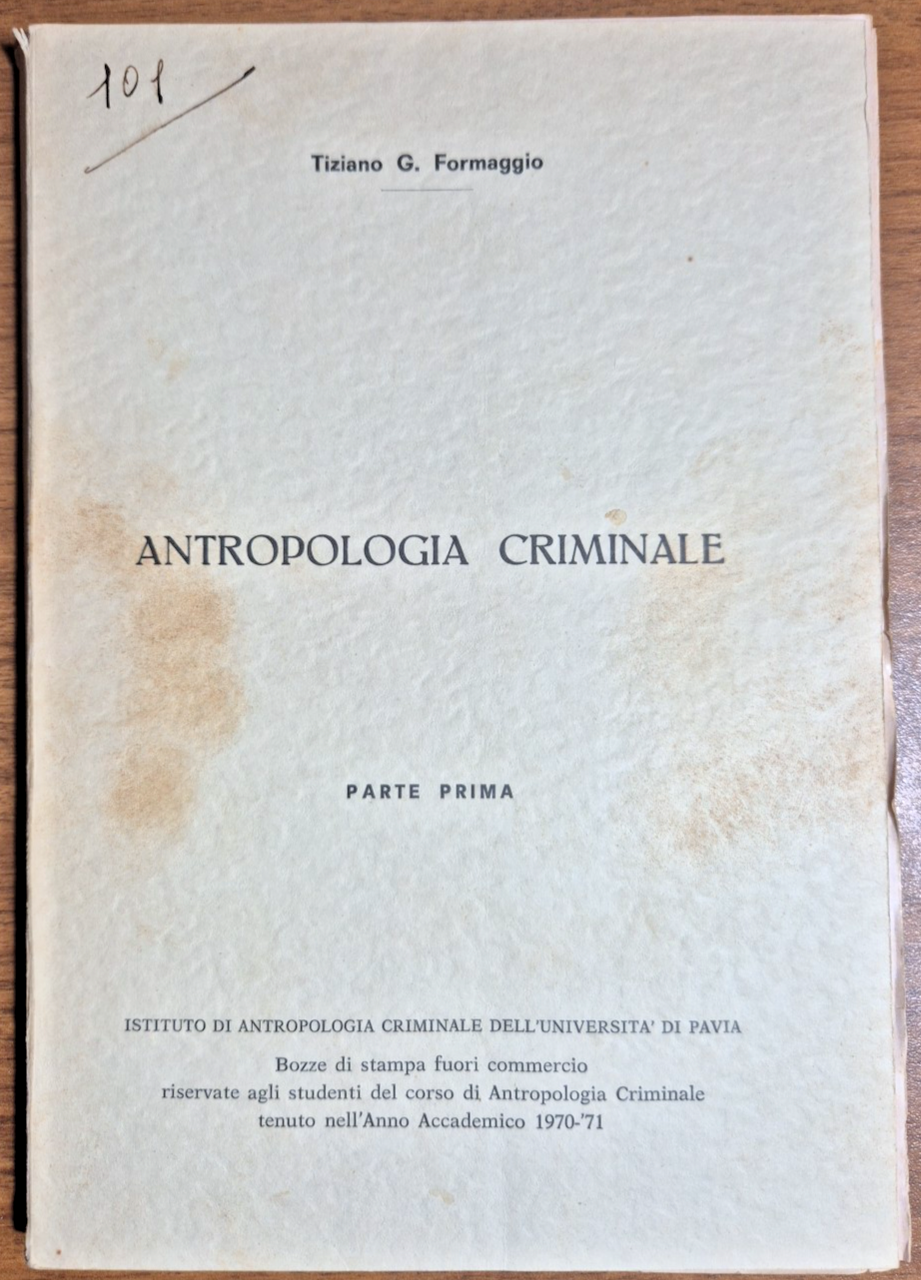 101
Tiziano G. Formaggio
ANTROPOLOGIA CRIMINALE
PARTE PRIMA
ISTITUTO DI ANTROPOLOGIA CRIMINALE DELL'UNIVERSITA' DI PAVIA
Bozze di stampa fuori commercio
riservate agli studenti del corso di Antropologia Criminale
tenuto nell'Anno Accademico 1970-'71